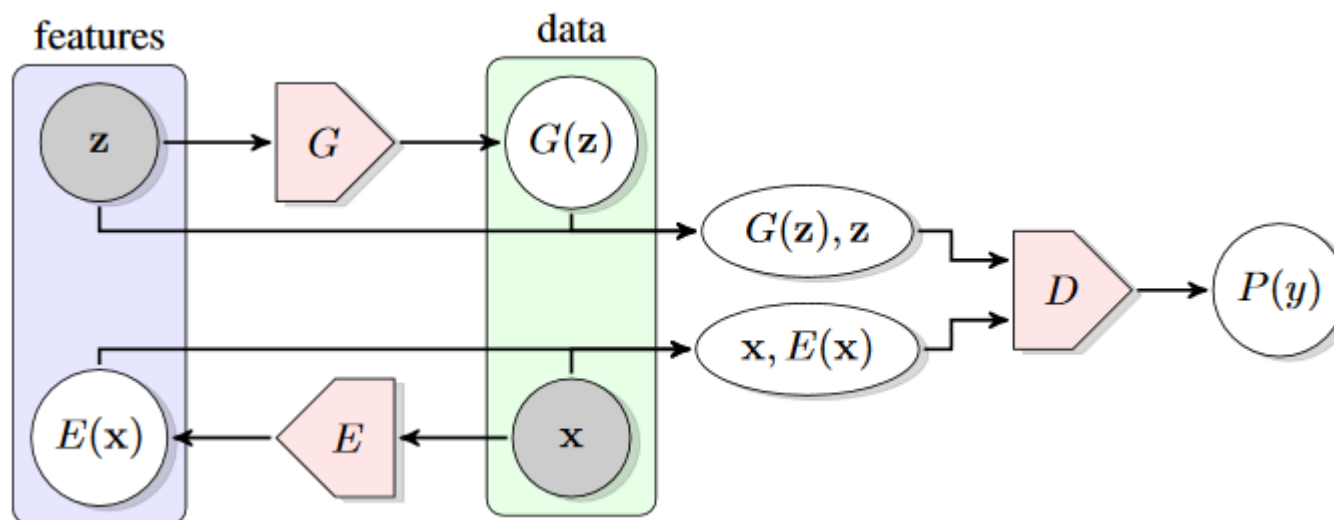 features
data
z
G
G(z)
G(z), z
D
P(y)
x, E(x)
E(x)
E
x